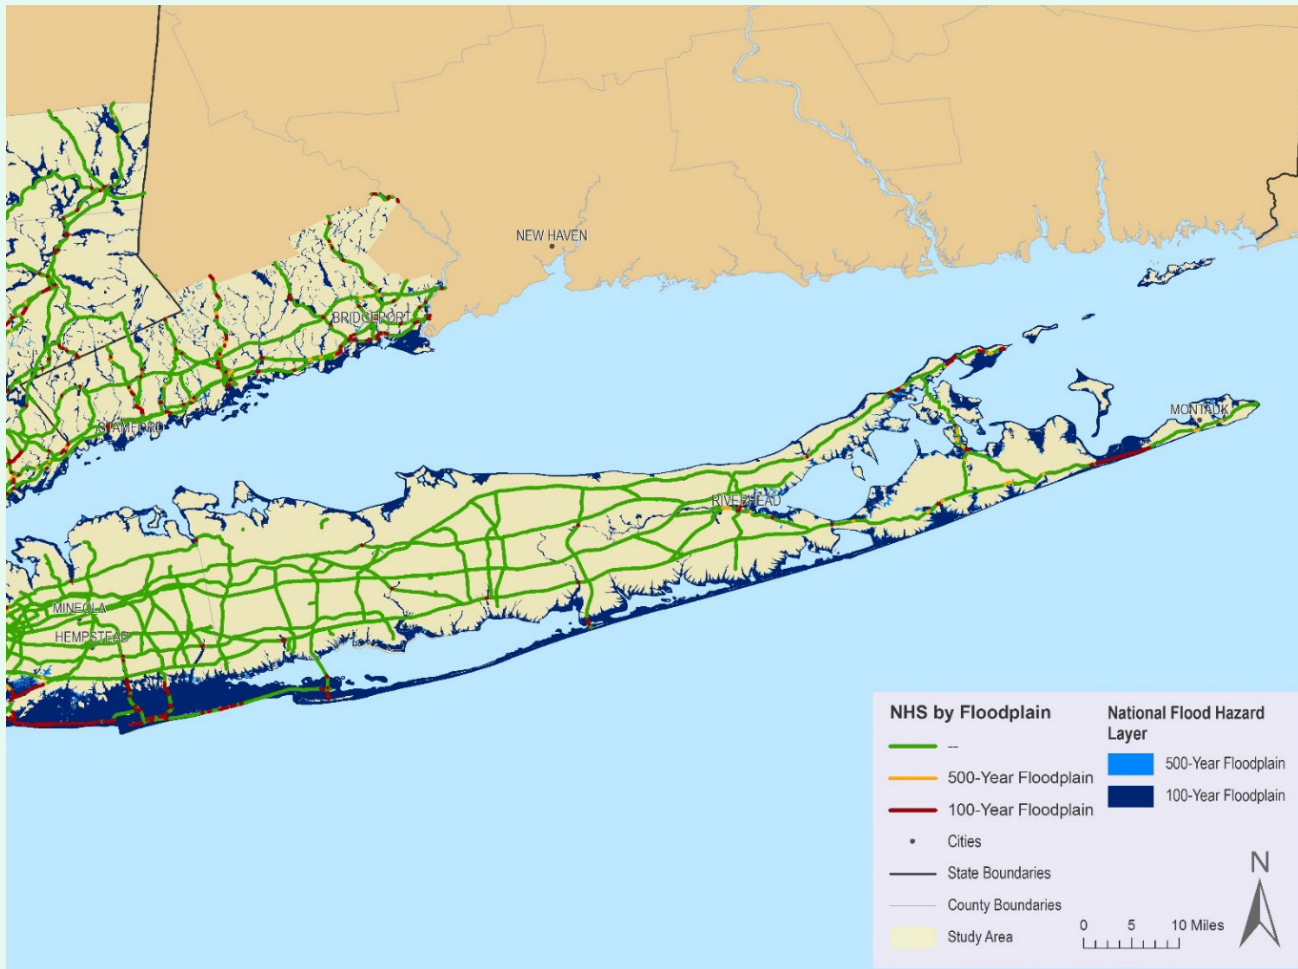 NEW HAVEN
BRIDGEPORT
STAMFORD
MONTAUK
RIVERHEAD
MINEOLA
HEMPSTEAD
NHS by Floodplain
--
500-Year Floodplain
100-Year Floodplain
Cities
State Boundaries
County Boundaries
Study Area
National Flood Hazard
Layer
500-Year Floodplain
100-Year Floodplain
0 5 10 Miles
N